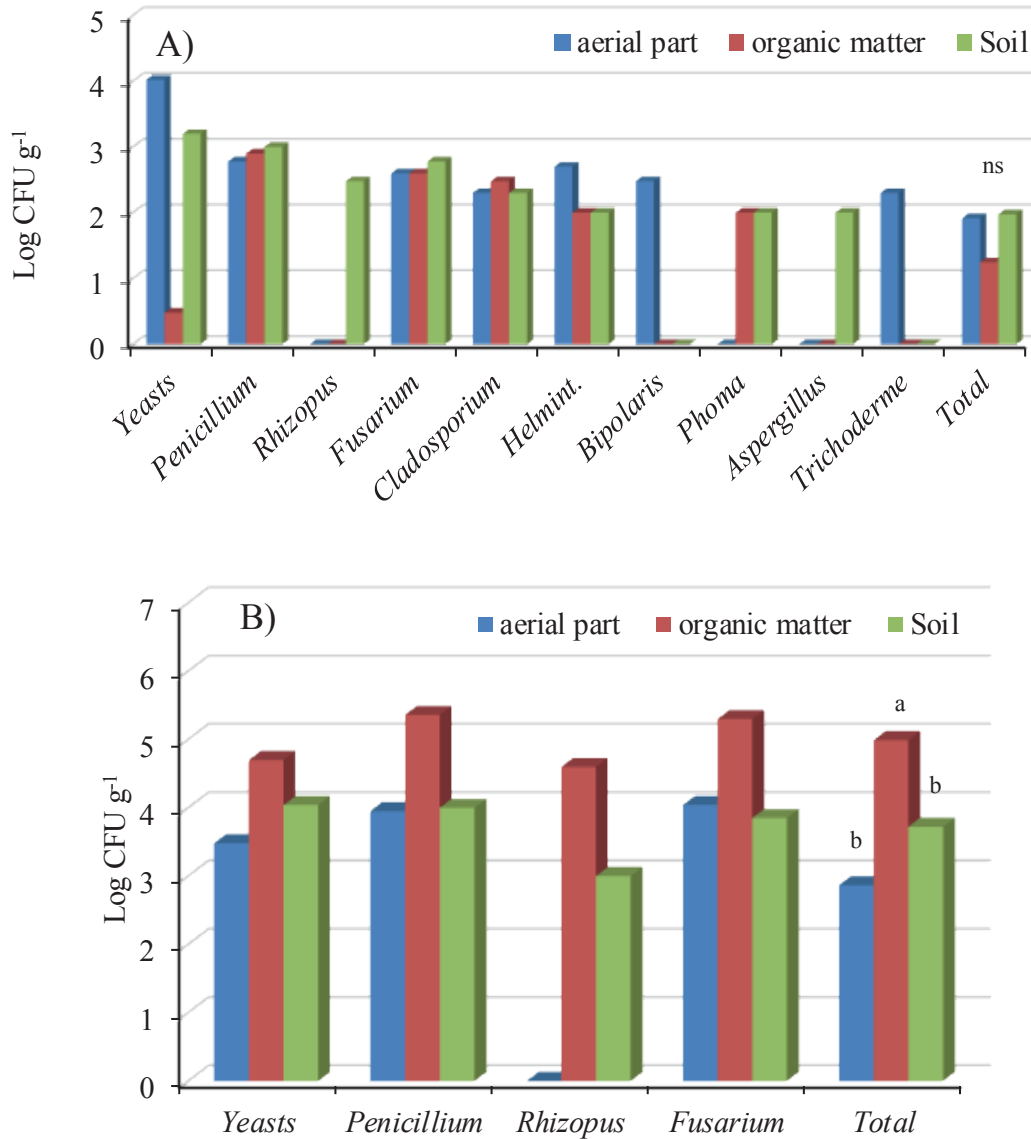 A)
aerial part organic matter Soil
Log CFU g-1
5
4
3
2
1
0
ns
Yeasts
Penicillium
Rhizopus
Fusarium
Cladosporium
Helmint.
Bipolaris
Phoma
Aspergillus
Trichoderme
Total
B)
aerial part organic matter Soil
Log CFU g-1
7
6
5
4
3
2
1
0
a
b
b
Yeasts Penicillium Rhizopus Fusarium Total